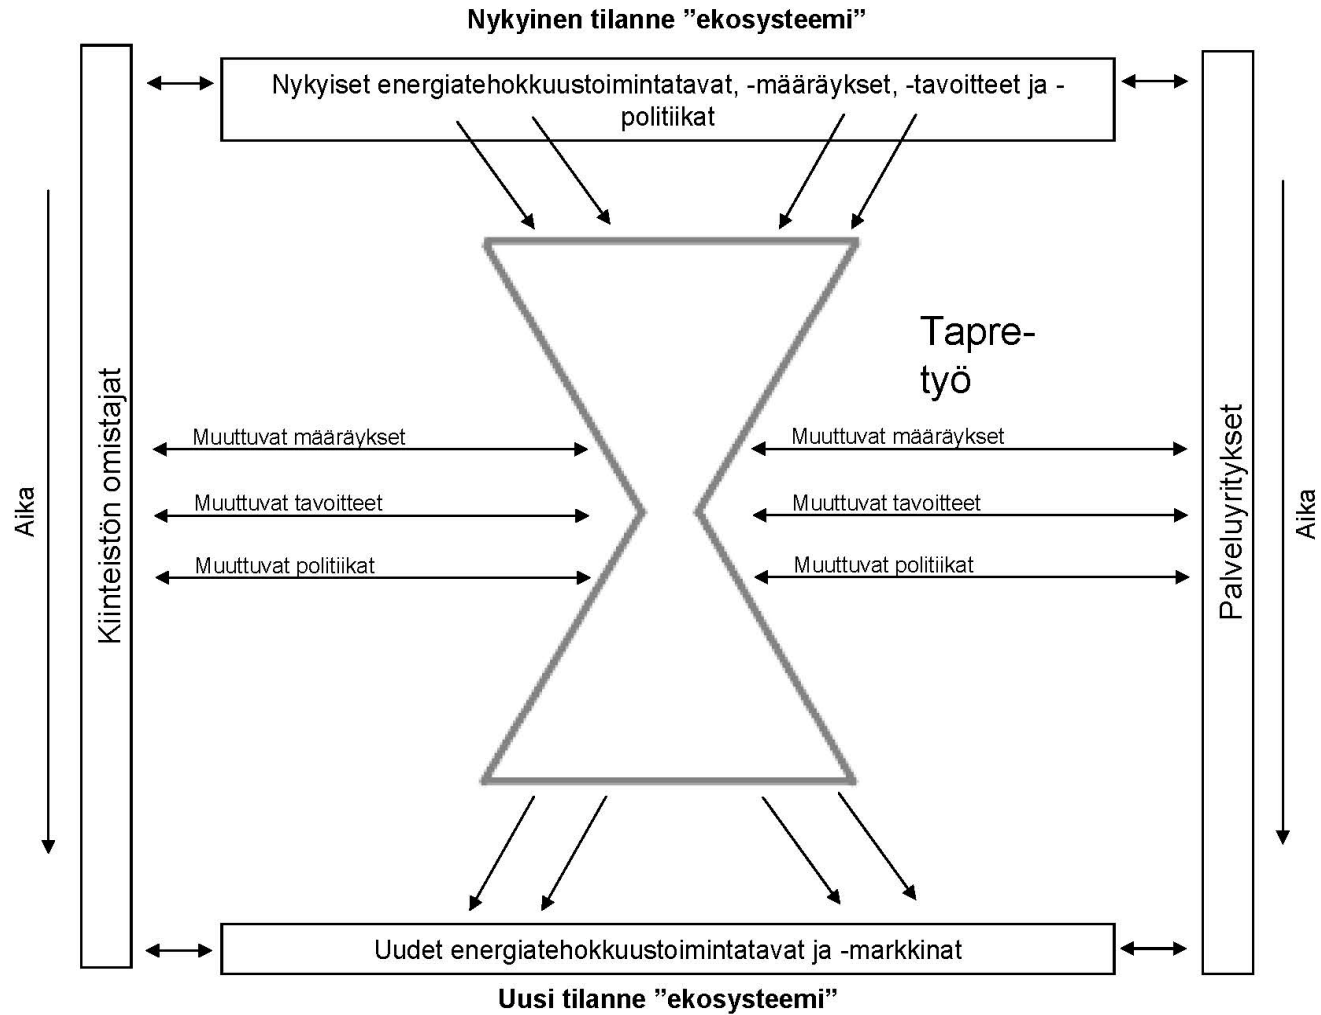 Nykyinen tilanne ”ekosysteemi”
Nykyiset energiatehokkuustoimintatavat, -määräykset, -tavoitteet ja -
politiikat
Tapre-
työ
Kiinteistön omistajat
Palveluyritykset
Aika
Aika
Muuttuvat määräykset
Muuttuvat määräykset
Muuttuvat tavoitteet
Muuttuvat tavoitteet
Muuttuvat politiikat
Muuttuvat politiikat
Uudet energiatehokkuustoimintatavat ja -markkinat
Uusi tilanne ”ekosysteemi”